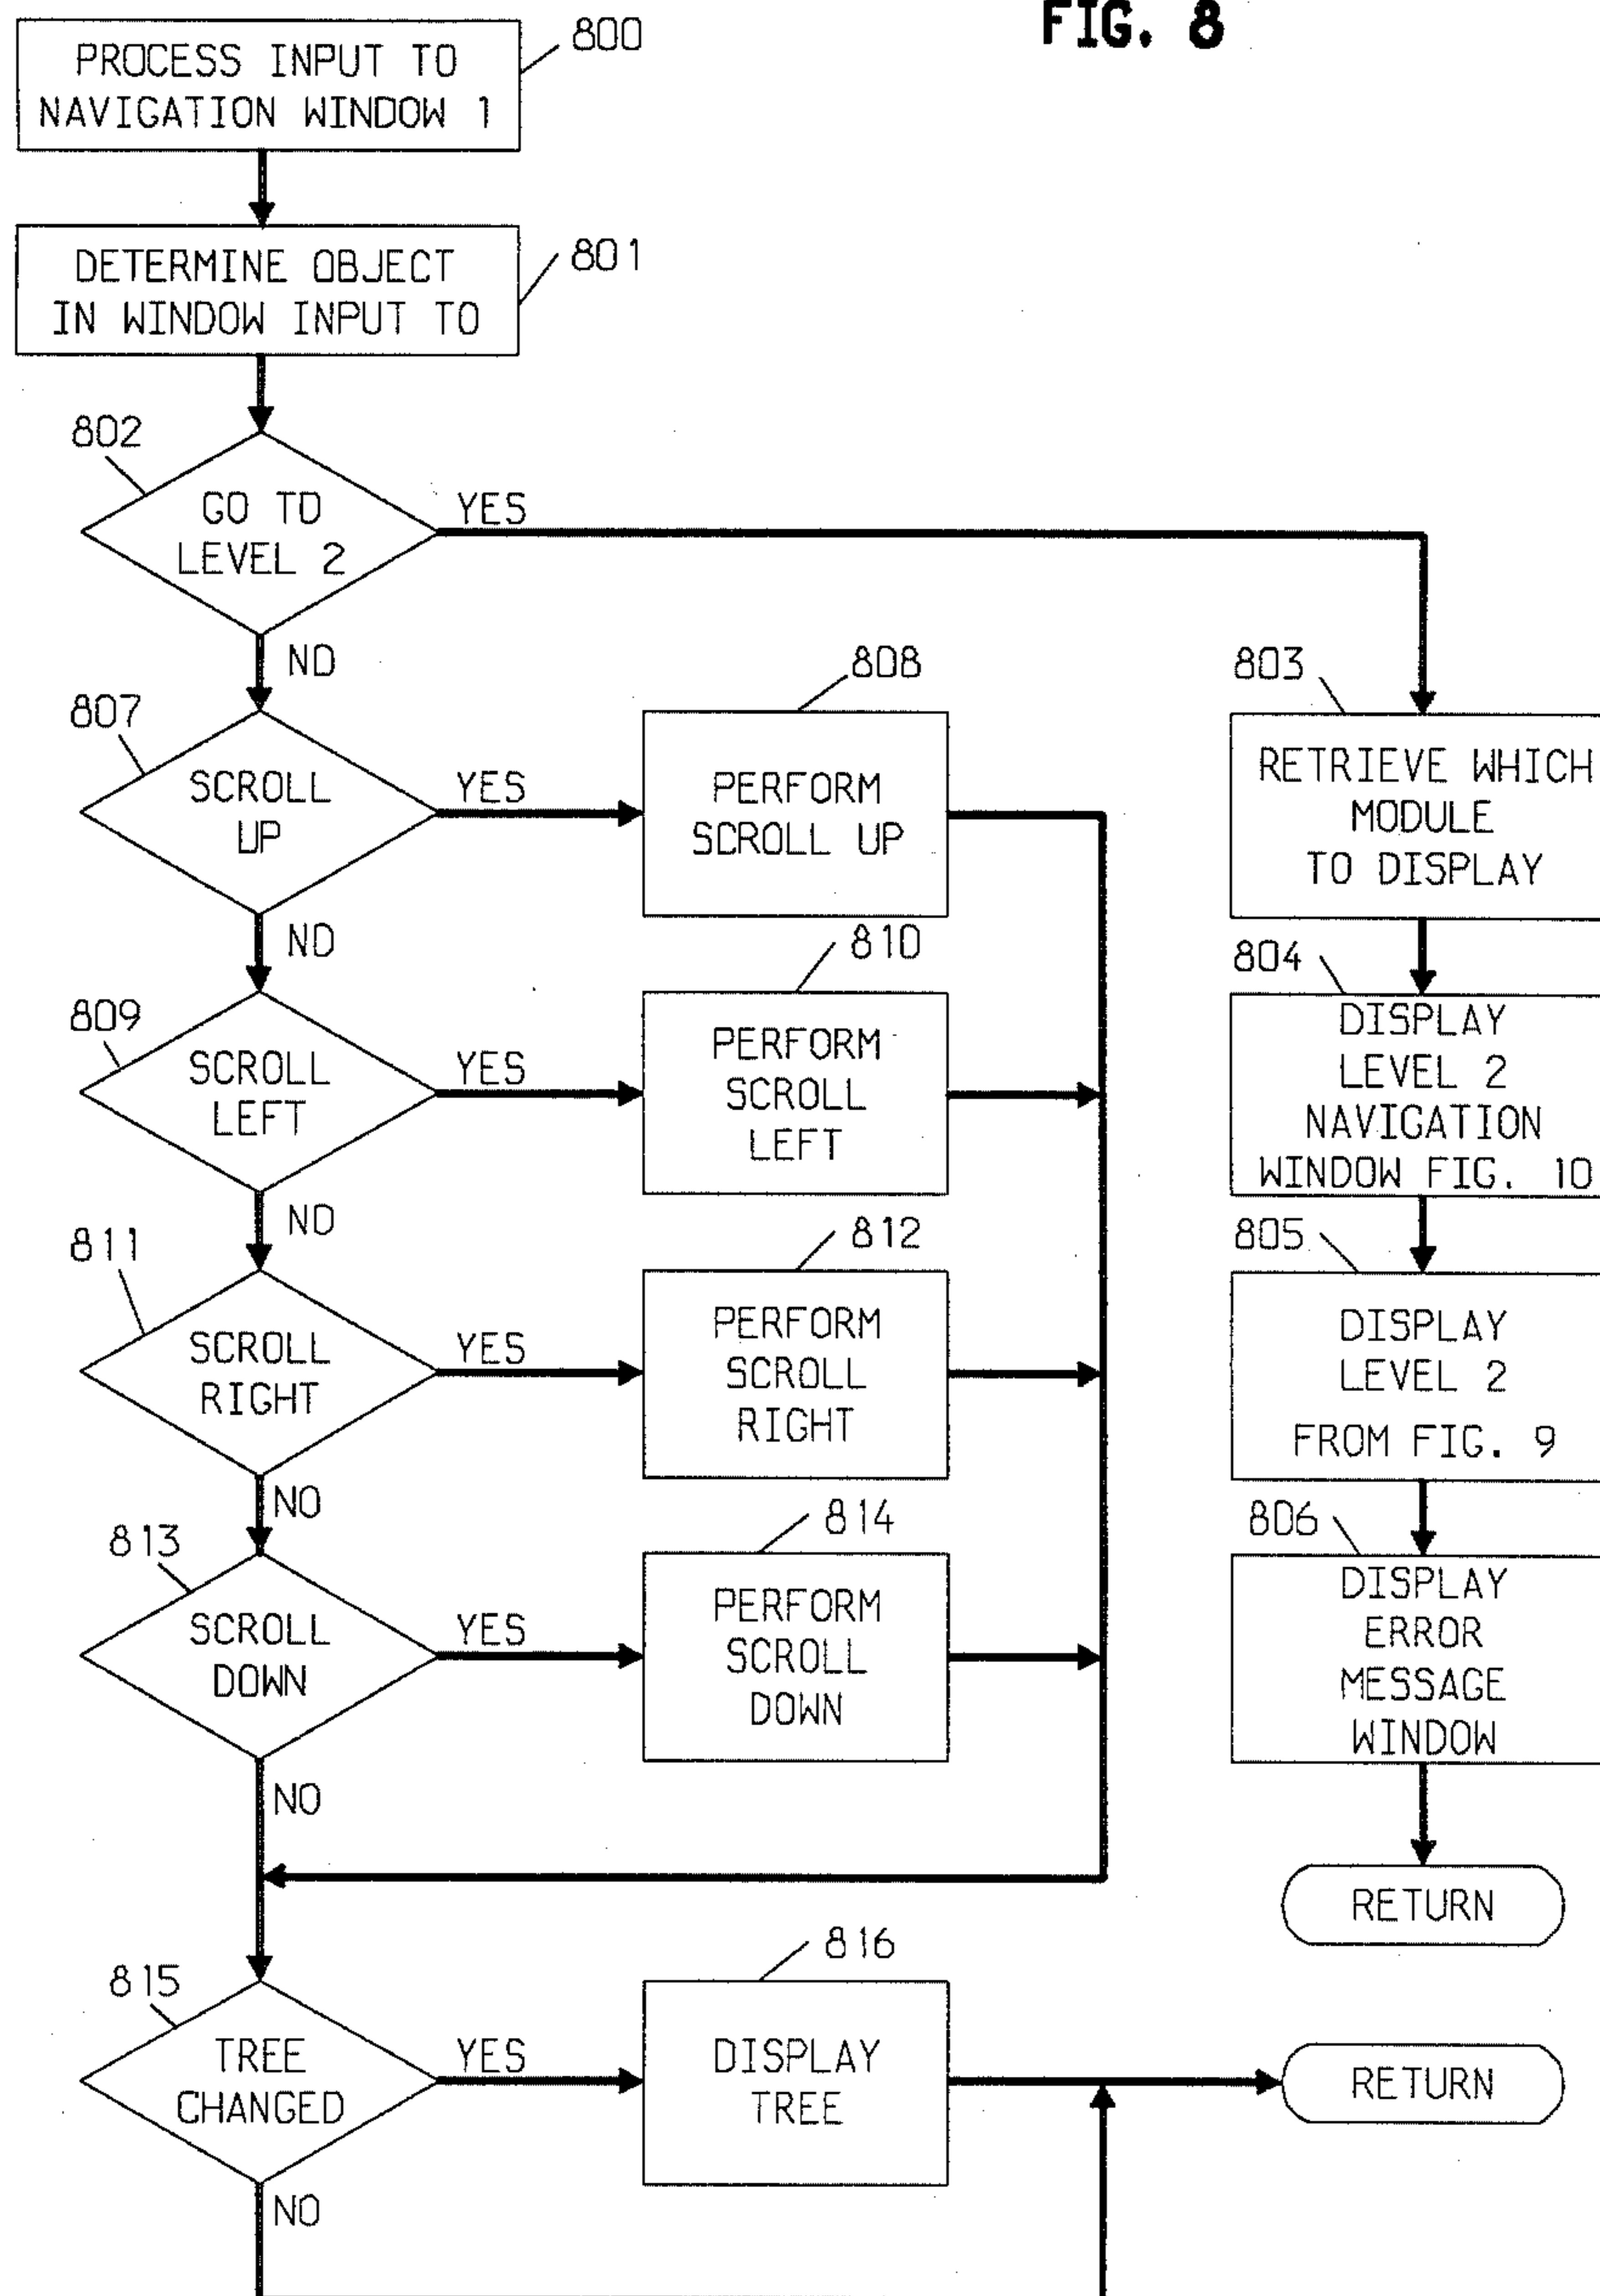 FIG. 8
800
PROCESS INPUT TO
NAVIGATION WINDOW 1
801
DETERMINE OBJECT
IN WINDOW INPUT TO
802
GO TO
LEVEL 2
YES
NO
803
RETRIEVE WHICH
MODULE
TO DISPLAY
804
DISPLAY
LEVEL 2
NAVIGATION
WINDOW FIG. 10
805
DISPLAY
LEVEL 2
FROM FIG. 9
806
DISPLAY
ERROR
MESSAGE
WINDOW
RETURN
807
SCROLL
UP
YES
NO
808
PERFORM
SCROLL UP
809
SCROLL
LEFT
YES
NO
810
PERFORM
SCROLL
LEFT
811
SCROLL
RIGHT
YES
NO
812
PERFORM
SCROLL
RIGHT
813
SCROLL
DOWN
YES
NO
814
PERFORM
SCROLL
DOWN
815
TREE
CHANGED
YES
NO
816
DISPLAY
TREE
RETURN